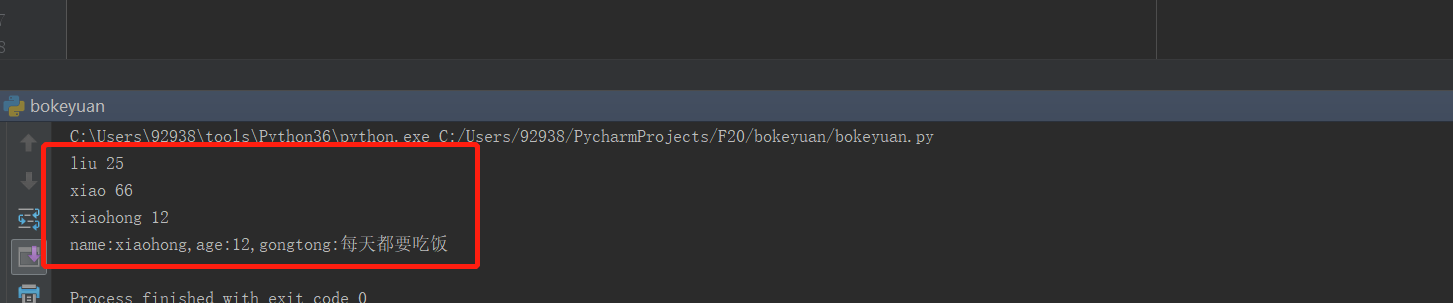 7
8
bokeyuan
C:\Users\92938\tools\Python36\python.exe C:/Users/92938/PycharmProjects/F20/bokeyuan/bokeyuan.py
liu 25
xiao 66
xiaohong 12
name:xiaohong,age:12,gongtong:每天都要吃饭
Process finished with exit code 0